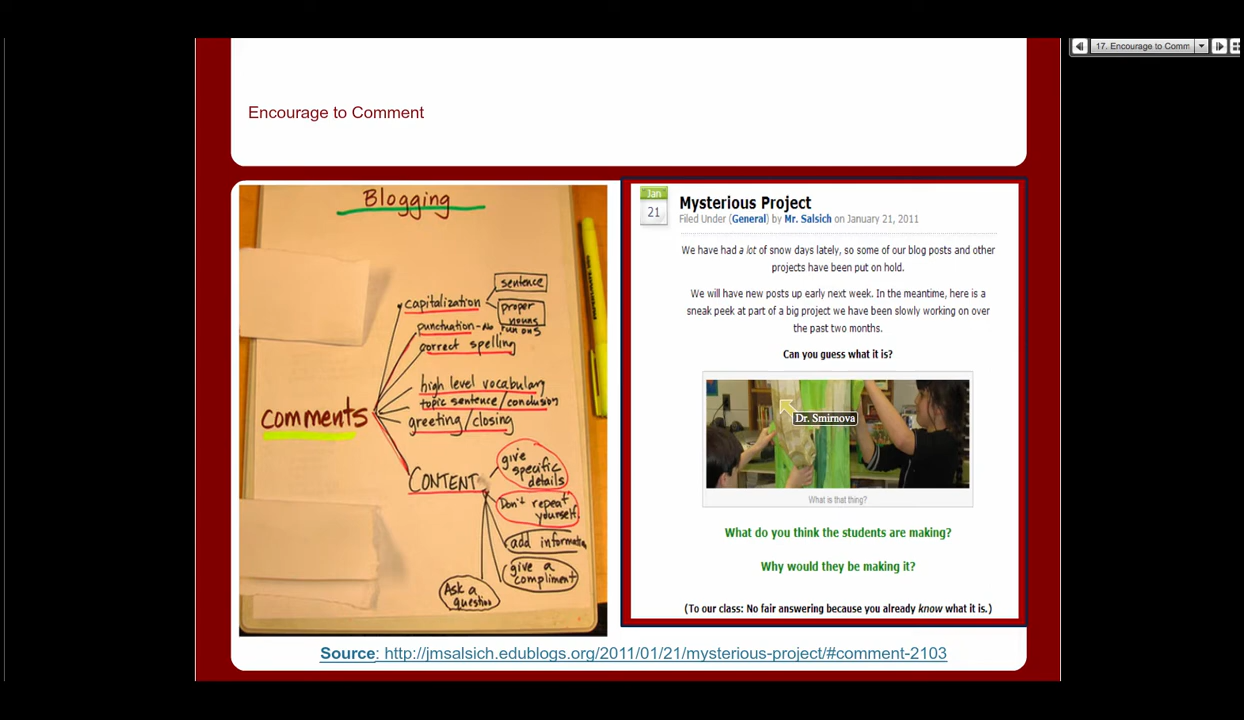 17. Encourage to Comm
Encourage to Comment
Blogging
comments
capitalization
sentence
proper
nouns
punctuation - No run ons
correct spelling
high level vocabulary
topic sentence/conclusion
greeting/closing
CONTENT
give
specific
details
Don't repeat
yourself.
add information
give a
compliment
Ask a
question
Jan
21
Mysterious Project
Filed Under (General) by Mr. Salsich on January 21, 2011
We have had a lot of snow days lately, so some of our blog posts and other
projects have been put on hold.
We will have new posts up early next week. In the meantime, here is a
sneak peek at part of a big project we have been slowly working on over
the past two months.
Can you guess what it is?
Dr. Smirnova
What is that thing?
What do you think the students are making?
Why would they be making it?
(To our class: No fair answering because you already know what it is.)
Source: http://jmsalsich.edublogs.org/2011/01/21/mysterious-project/#comment-2103